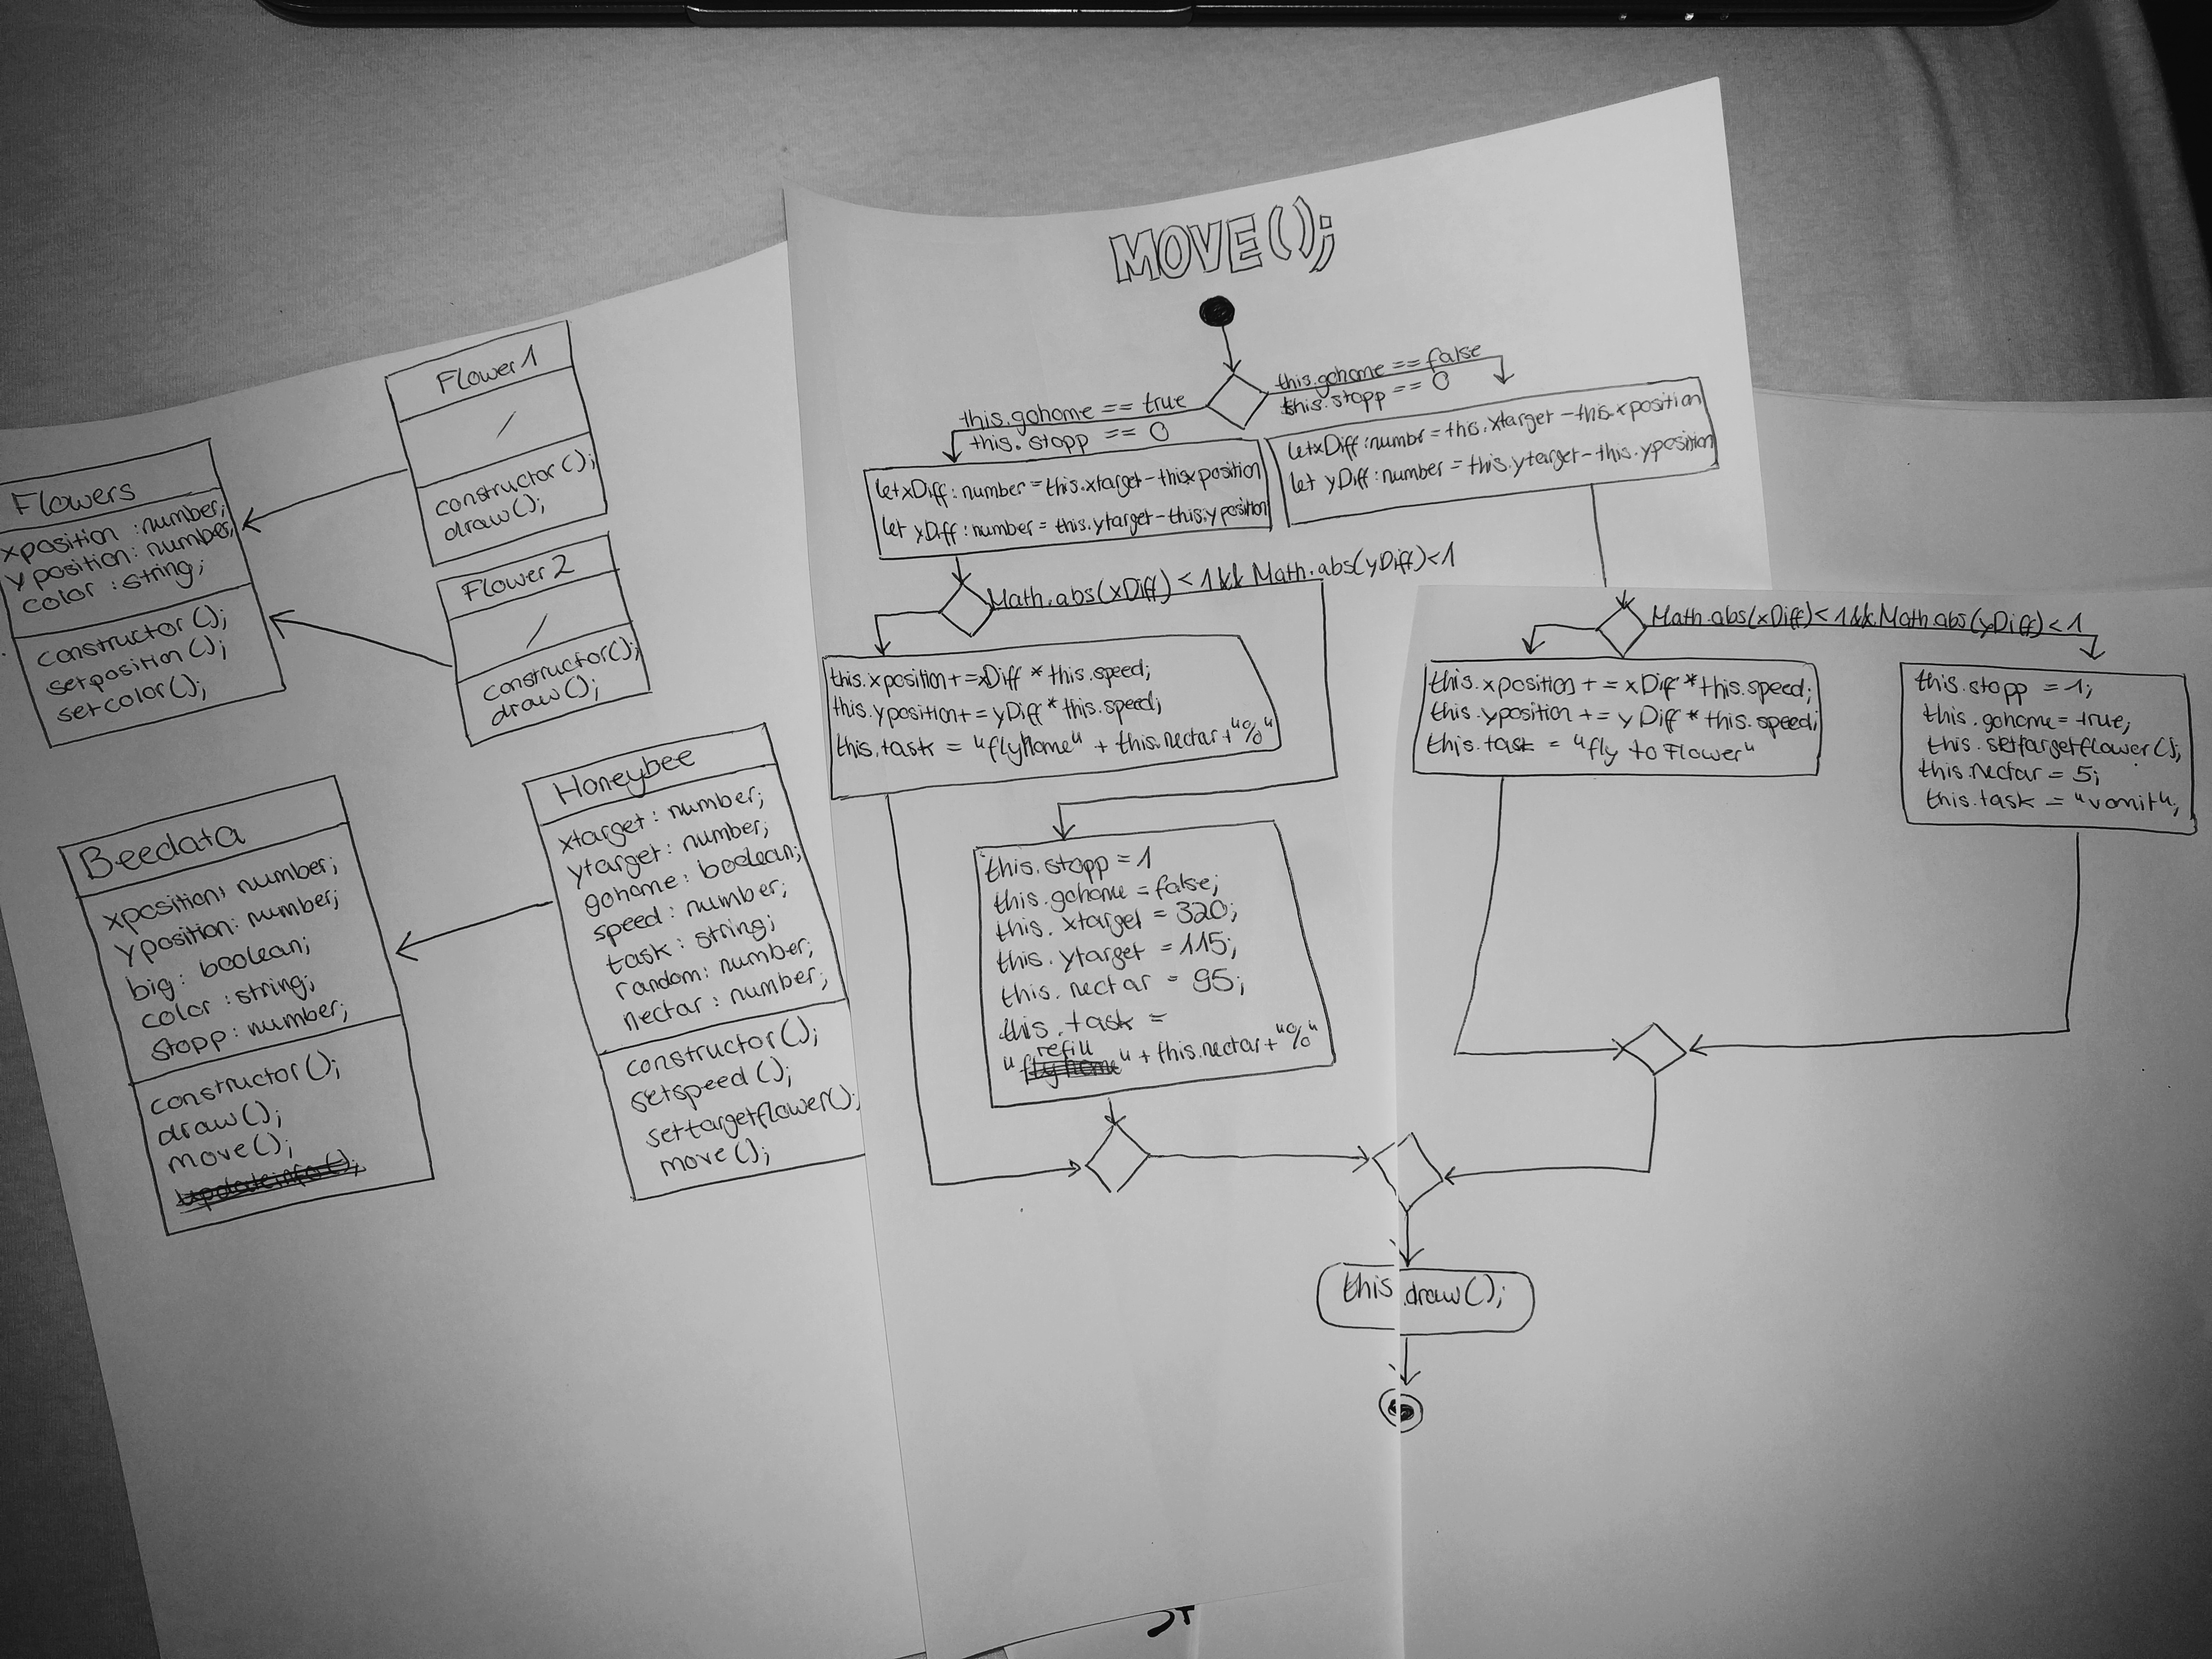 Flower1
/
constructor();
draw();
Flowers
xposition :number;
yposition: number;
color :string;
constructor();
setposition();
setcolor();
Flower2
/
constructor();
draw();
Beedata
xposition: number;
yposition: number;
big: boolean;
color :string;
stopp: number;
constructor();
draw();
move();
updateinfo();
Honeybee
xtarget: number;
ytarget: number;
gohome: boolean;
speed: number;
task: string;
random: number;
nectar: number;
constructor();
setspeed();
settargetflower();
move();
MOVE();
this.gohome == true
this.stopp == 0
this.gohome == false
this.stopp == 0
let xDiff: number = this.xtarget - this.xposition
let yDiff: number = this.ytarget - this.yposition
let xDiff: numbr = this.xtarget - this.xposition
let yDiff: number = this.ytarget - this.yposition
Math.abs(xDiff) < 1 && Math.abs(yDiff) < 1
this.xposition += xDiff * this.speed;
this.yposition += yDiff * this.speed;
this.task = "flyhome" + this.nectar + "%"
this.stopp = 1
this.gohome = false;
this.xtarget = 320;
this.ytarget = 115;
this.nectar = 95;
this.task =
"refill" + this.nectar + "%"
Math.abs(xDiff) < 1 && Math.abs(yDiff) < 1
this.xposition += xDiff * this.speed;
this.yposition += yDiff * this.speed;
this.task = "fly to Flower"
this.stopp = 1;
this.gohome = true;
this.settargetflower();
this.nectar = 5;
this.task = "vomit";
this.draw();